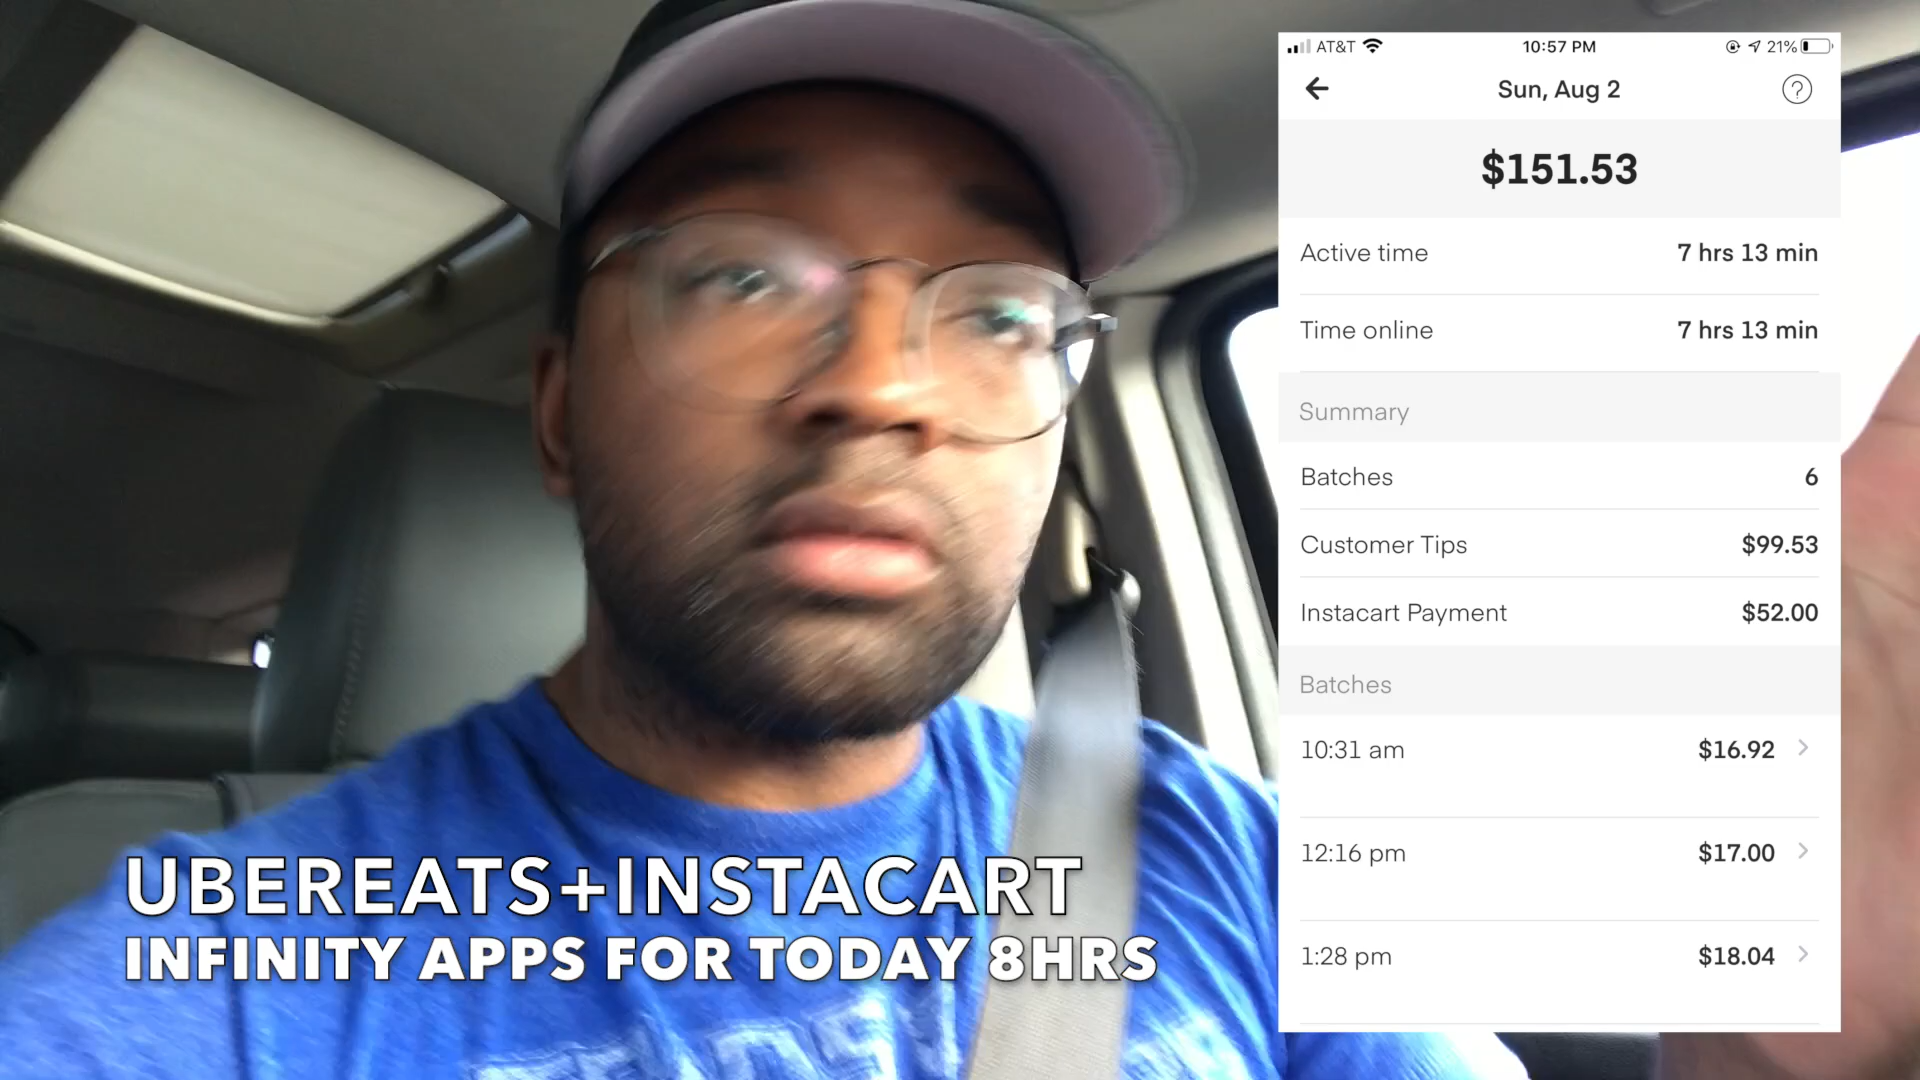 AT&T 10:57 PM 21%
Sun, Aug 2 ?
$151.53
Active time 7 hrs 13 min
Time online 7 hrs 13 min
Summary
Batches 6
Customer Tips $99.53
Instacart Payment $52.00
Batches
10:31 am $16.92
12:16 pm $17.00
1:28 pm $18.04
UBEREATS+INSTACART
INFINITY APPS FOR TODAY 8HRS